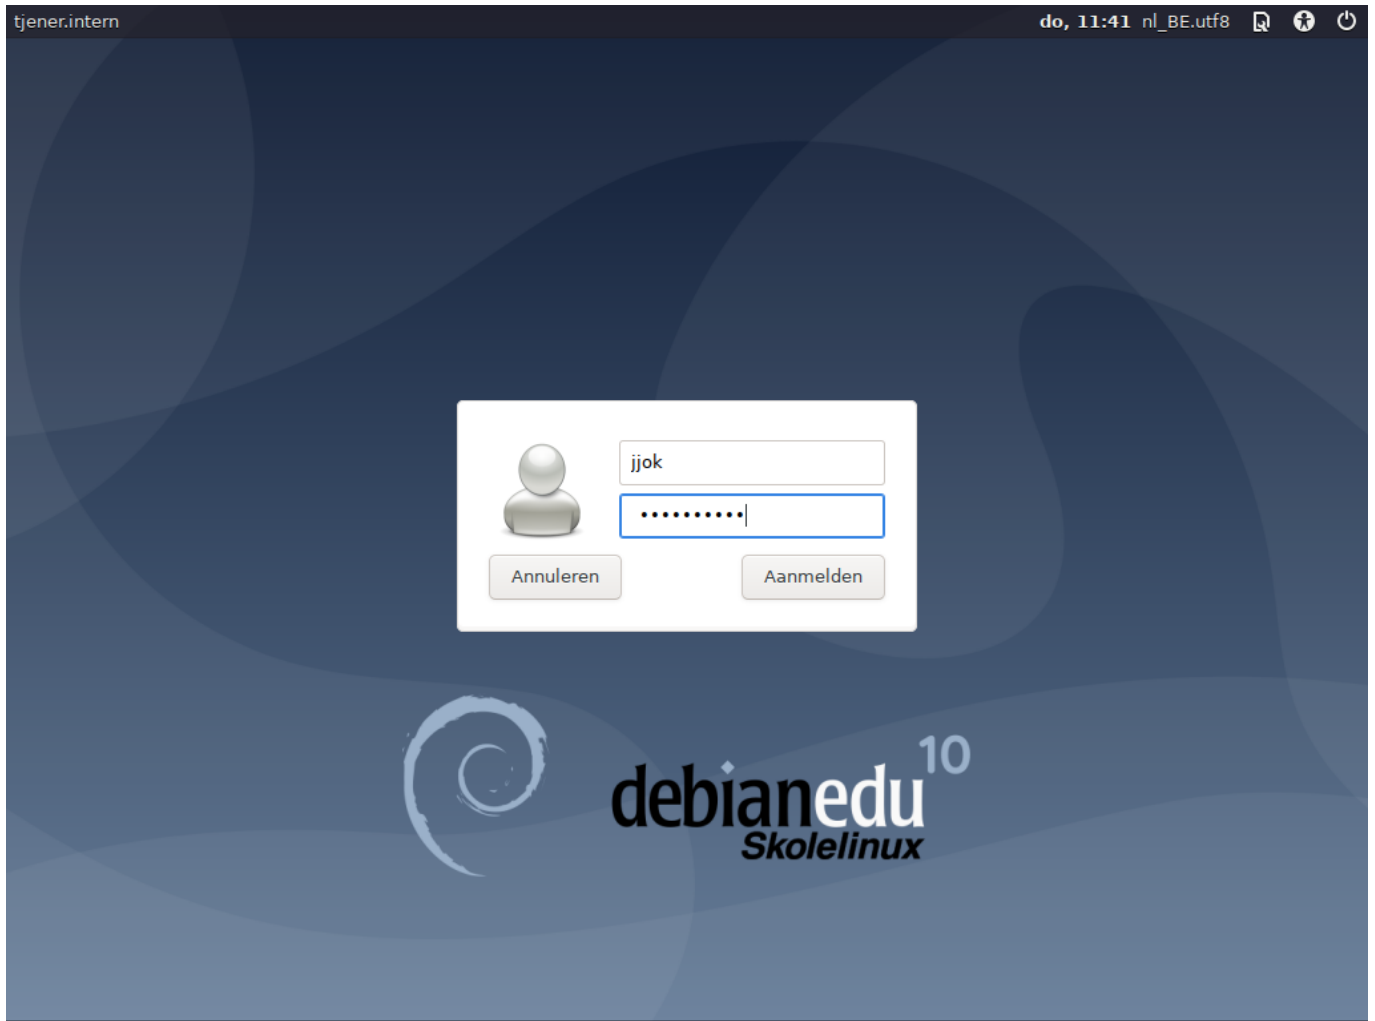 tjener.intern
do, 11:41 nl_BE.utf8
jjok
••••••••••
Annuleren
Aanmelden
debianedu 10
Skolelinux